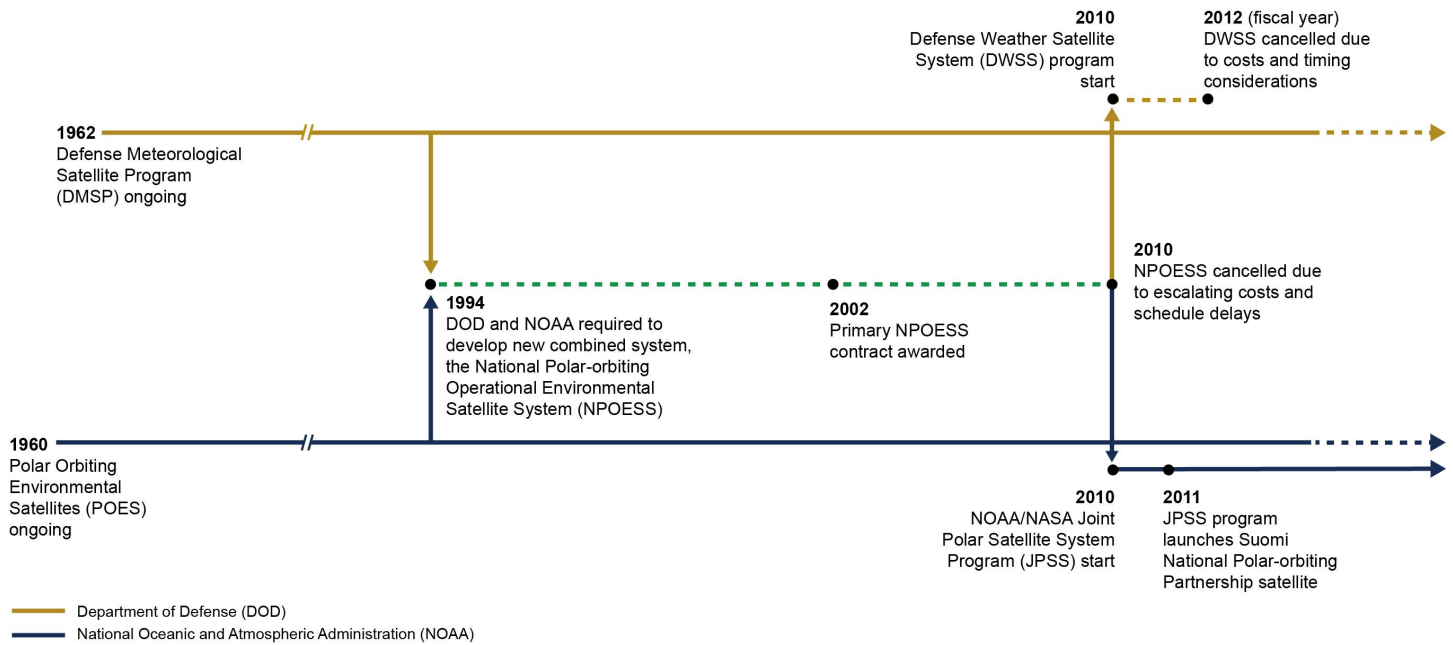 2010
Defense Weather Satellite
System (DWSS) program
start
2012 (fiscal year)
DWSS cancelled due
to costs and timing
considerations
1962
Defense Meteorological
Satellite Program
(DMSP) ongoing
2010
NPOESS cancelled due
to escalating costs and
schedule delays
1994
DOD and NOAA required to
develop new combined system,
the National Polar-orbiting
Operational Environmental
Satellite System (NPOESS)
2002
Primary NPOESS
contract awarded
1960
Polar Orbiting
Environmental
Satellites (POES)
ongoing
2010
NOAA/NASA Joint
Polar Satellite System
Program (JPSS) start
2011
JPSS program
launches Suomi
National Polar-orbiting
Partnership satellite
Department of Defense (DOD)
National Oceanic and Atmospheric Administration (NOAA)